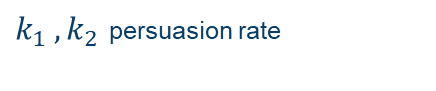 k₁ , k₂ persuasion rate